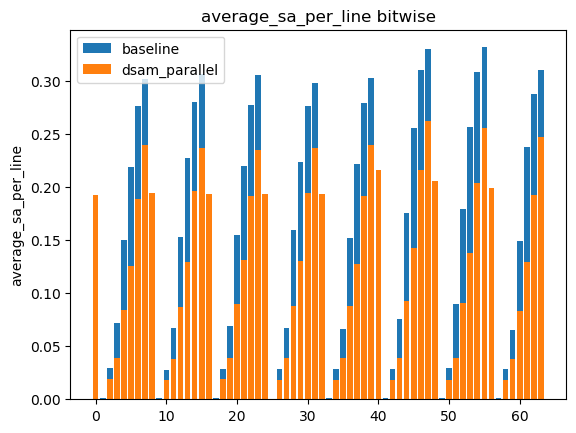 average_sa_per_line bitwise
baseline
dsam_parallel
average_sa_per_line
0.30
0.25
0.20
0.15
0.10
0.05
0.00
0 10 20 30 40 50 60